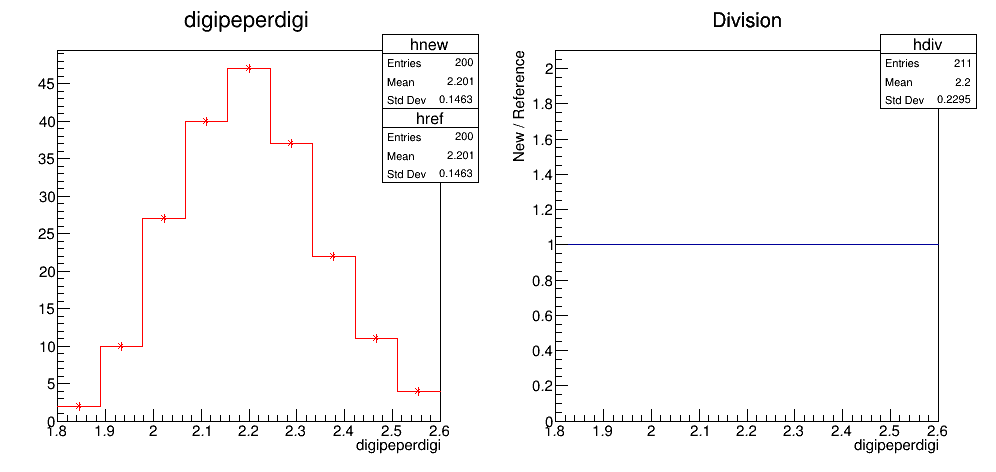 digipeperdigi
hnew
Entries 200
Mean 2.201
Std Dev 0.1463
href
Entries 200
Mean 2.201
Std Dev 0.1463
45
40
35
30
25
20
15
10
5
0
1.8 1.9 2 2.1 2.2 2.3 2.4 2.5 2.6
digipeperdigi
Division
hdiv
Entries 211
Mean 2.2
Std Dev 0.2295
New / Reference
2
1.8
1.6
1.4
1.2
1
0.8
0.6
0.4
0.2
0
1.8 1.9 2 2.1 2.2 2.3 2.4 2.5 2.6
digipeperdigi